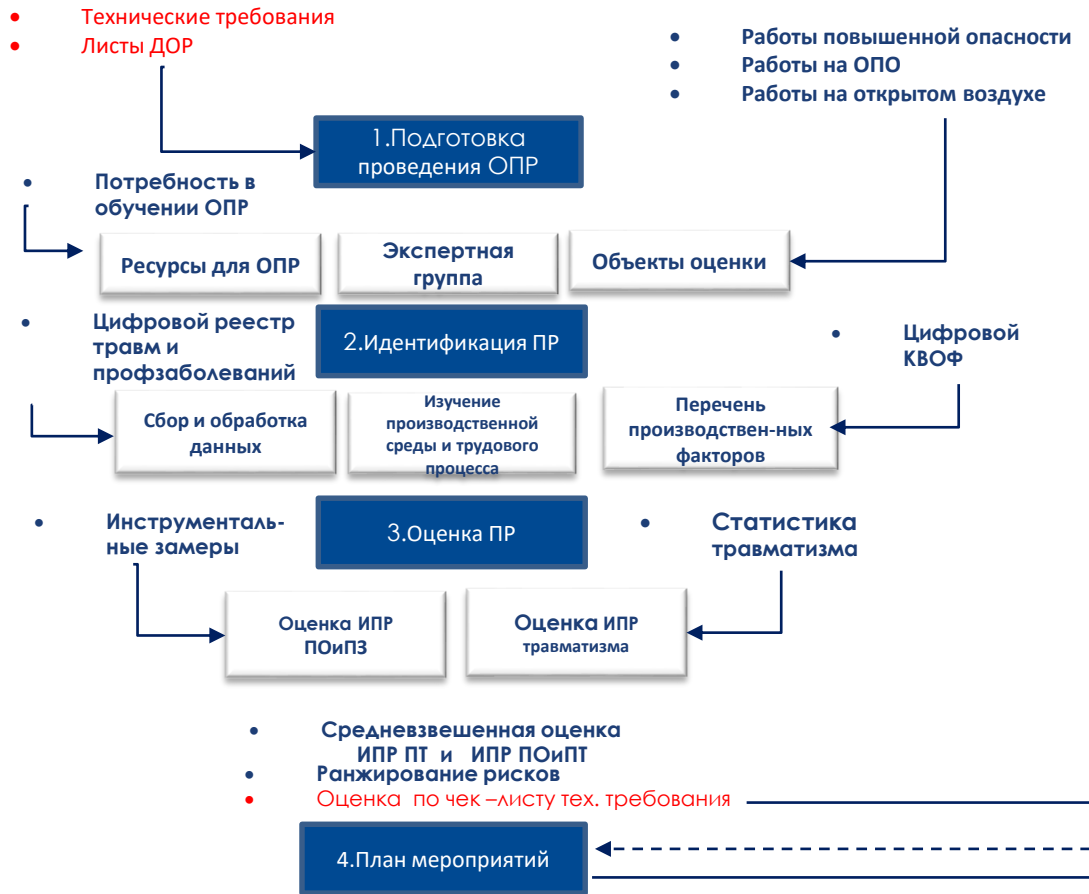 • Технические требования
• Листы ДОР
• Работы повышенной опасности
• Работы на ОПО
• Работы на открытом воздухе
1.Подготовка
проведения ОПР
• Потребность в
обучении ОПР
Ресурсы для ОПР
Экспертная
группа
Объекты оценки
• Цифровой реестр
травм и
профзаболеваний
2.Идентификация ПР
• Цифровой
КВОФ
Сбор и обработка
данных
Изучение
производственной
среды и трудового
процесса
Перечень
производствен-ных
факторов
• Инструменталь-
ные замеры
3.Оценка ПР
• Статистика
травматизма
Оценка ИПР
ПОиПЗ
Оценка ИПР
травматизма
• Средневзвешенная оценка
ИПР ПТ и ИПР ПОиПТ
• Ранжирование рисков
• Оценка по чек –листу тех. требования
4.План мероприятий